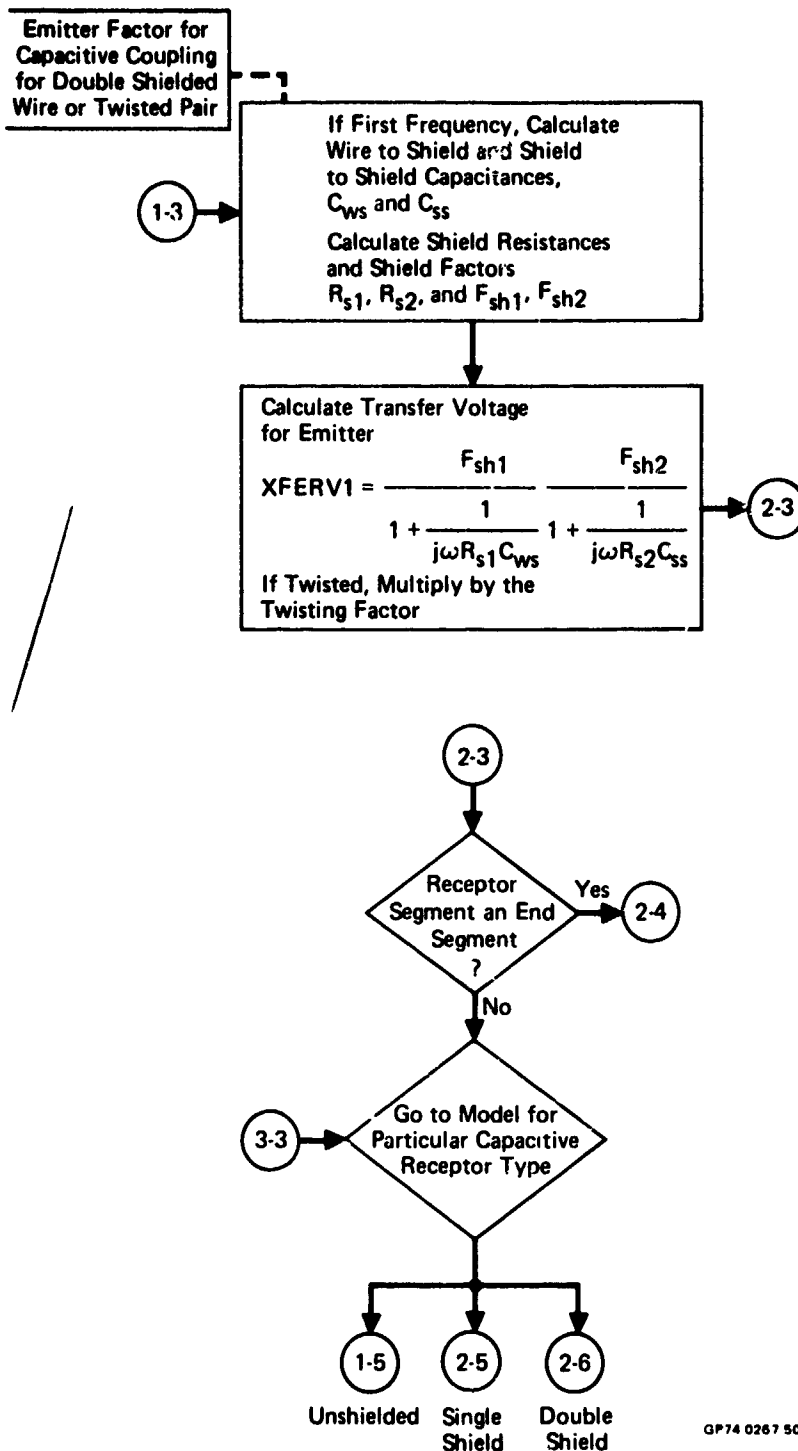 Emitter Factor for
Capacitive Coupling
for Double Shielded
Wire or Twisted Pair
If First Frequency, Calculate
Wire to Shield and Shield
to Shield Capacitances,
C_ws and C_ss
1-3
Calculate Shield Resistances
and Shield Factors
R_s1, R_s2, and F_sh1, F_sh2
Calculate Transfer Voltage
for Emitter
XFERV1 = F_sh1 / (1 + 1 / (jωR_s1C_ws)) F_sh2 / (1 + 1 / (jωR_s2C_ss))
2-3
If Twisted, Multiply by the
Twisting Factor
2-3
Receptor
Segment an End
Segment
?
Yes
2-4
No
3-3
Go to Model for
Particular Capacitive
Receptor Type
1-5
2-5
2-6
Unshielded
Single
Shield
Double
Shield
GP74 0267 50